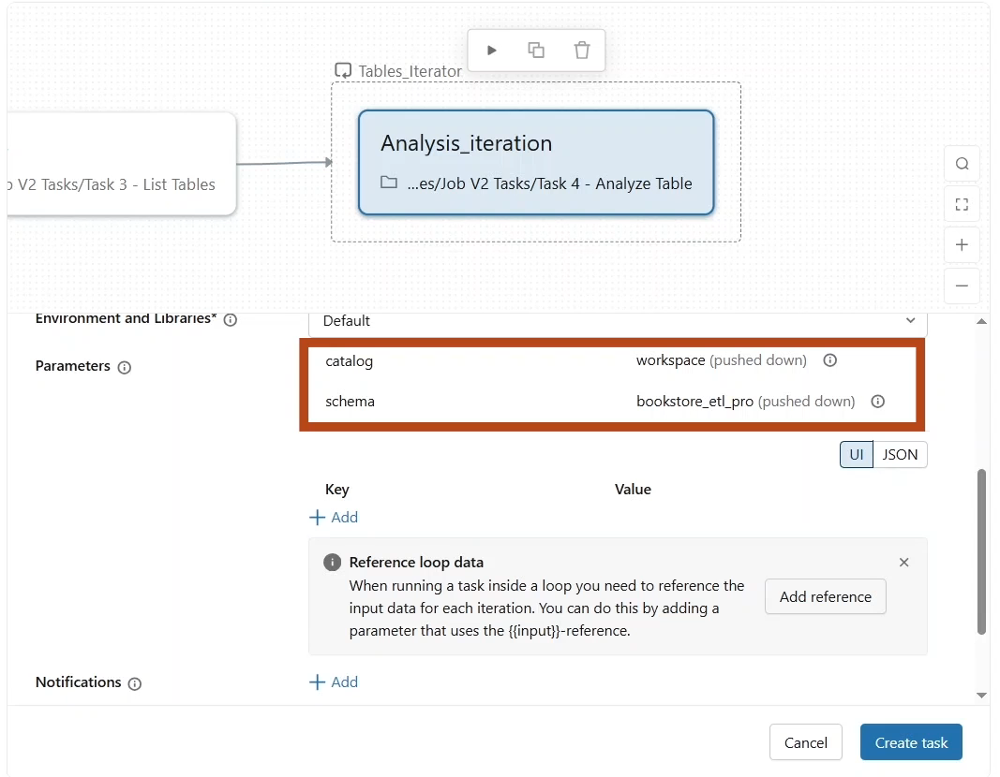 Tables_Iterator
Analysis_iteration
V2 Tasks/Task 3 - List Tables
...es/Job V2 Tasks/Task 4 - Analyze Table
Environment and Libraries*
Default
Parameters
catalog workspace (pushed down)
schema bookstore_etl_pro (pushed down)
UI JSON
Key Value
Add
Reference loop data
When running a task inside a loop you need to reference the
input data for each iteration. You can do this by adding a
parameter that uses the {{input}}-reference.
Add reference
Notifications
Add
Cancel
Create task